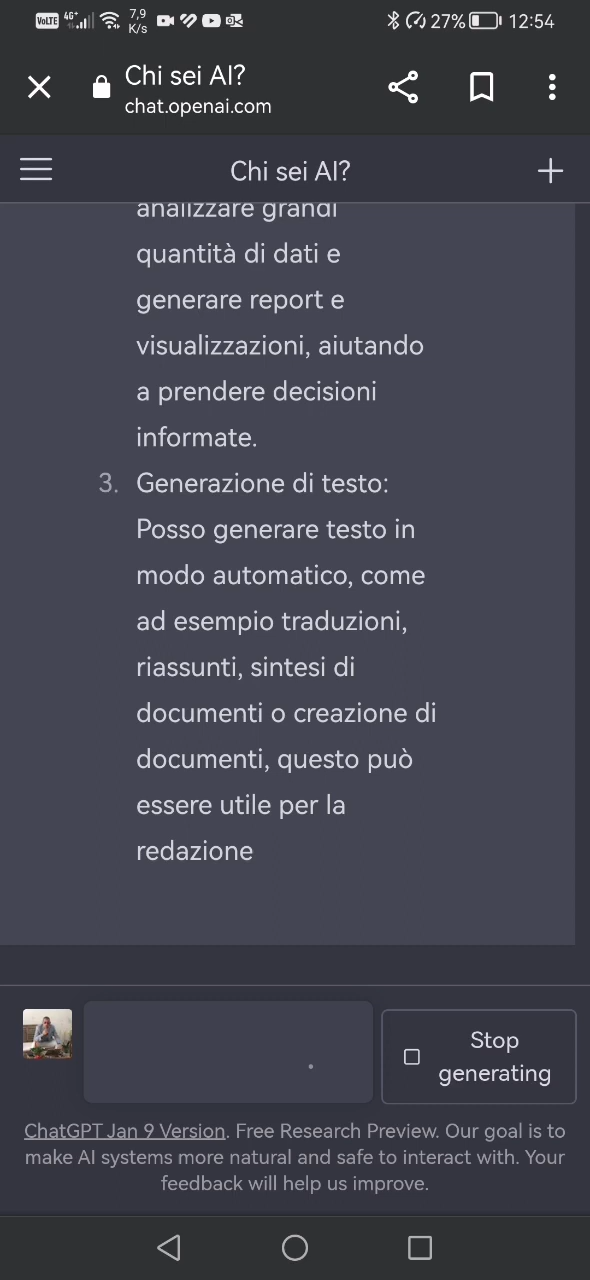 VoLTE 4G+ 7,9 K/s 27% 12:54
Chi sei AI?
chat.openai.com
Chi sei AI?
analizzare grandi
quantità di dati e
generare report e
visualizzazioni, aiutando
a prendere decisioni
informate.
3. Generazione di testo:
Posso generare testo in
modo automatico, come
ad esempio traduzioni,
riassunti, sintesi di
documenti o creazione di
documenti, questo può
essere utile per la
redazione
Stop
generating
ChatGPT Jan 9 Version. Free Research Preview. Our goal is to
make AI systems more natural and safe to interact with. Your
feedback will help us improve.